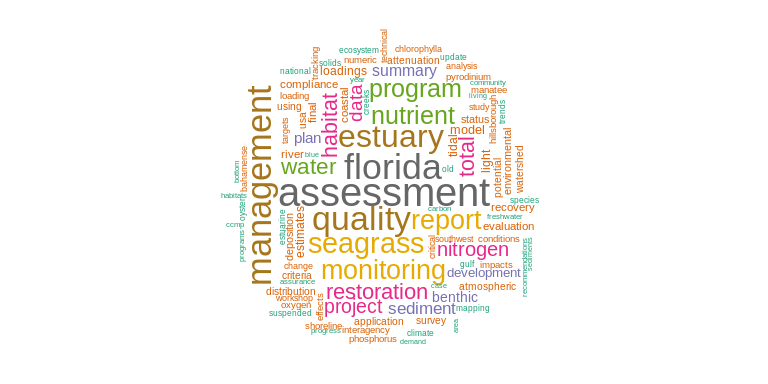 technical
ecosystem
chlorophylla
tracking
solids
numeric
attenuation
update
national
loadings
summary
analysis
pyrodinium
year
community
compliance
creeks
program
manatee
living
loading
habitat
data
coastal
using
final
nutrient
study
hillsborough
trends
management
usa
targets
plan
estuary
model
status
tidal
total
environmental
river
blue
florida
light
potential
watershed
bottom
bahamense
water
old
habitats
assessment
species
oyster
carbon
recovery
quality
report
freshwater
ccmp
estuarine
deposition
estimates
evaluation
programs
seagrass
critical
southwest
conditions
nitrogen
recommendations
sediments
change
monitoring
gulf
impacts
criteria
development
assurance
restoration
case
atmospheric
distribution
benthic
workshop
oxygen
effects
project
sediment
mapping
suspended
application
survey
area
shoreline
progress
interagency
climate
phosphorus
demand